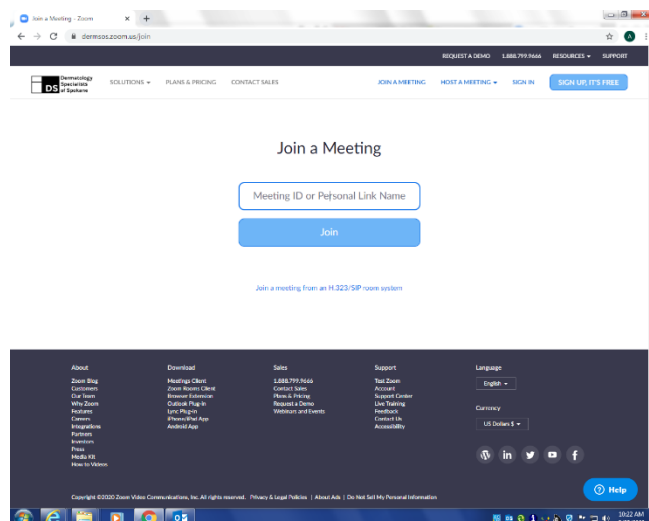 Join a Meeting - Zoom
dermsos.zoom.us/join
REQUEST A DEMO 1.888.799.9666 RESOURCES SUPPORT
DS Dermatology Specialists of Spokane
SOLUTIONS PLANS & PRICING CONTACT SALES JOIN A MEETING HOST A MEETING SIGN IN SIGN UP, IT'S FREE
Join a Meeting
Meeting ID or Personal Link Name
Join
Join a meeting from an H.323/SIP room system
About
Zoom Blog
Customers
Our Team
Why Zoom
Features
Careers
Integrations
Partners
Investors
Press
Media Kit
How to Videos
Download
Meetings Client
Zoom Rooms Client
Browser Extension
Outlook Plug-in
Lync Plug-in
iPhone/iPad App
Android App
Sales
1.888.799.9666
Contact Sales
Plans & Pricing
Request a Demo
Webinars and Events
Support
Test Zoom
Account
Support Center
Live Training
Feedback
Contact Us
Accessibility
Language
English
Currency
US Dollars $
Copyright ©2020 Zoom Video Communications, Inc. All rights reserved. Privacy & Legal Policies | About Ads | Do Not Sell My Personal Information
Help
10:22 AM